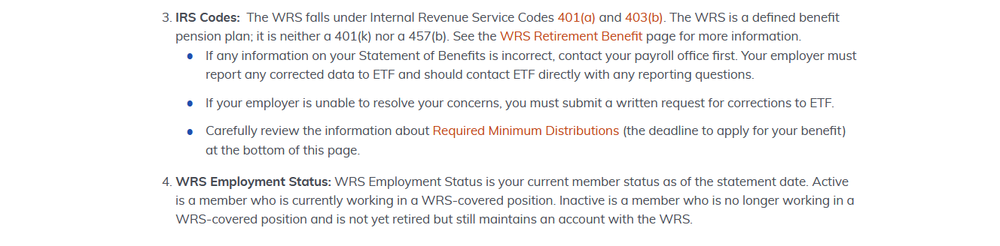 3. IRS Codes: The WRS falls under Internal Revenue Service Codes 401(a) and 403(b). The WRS is a defined benefit
pension plan; it is neither a 401(k) nor a 457(b). See the WRS Retirement Benefit page for more information.
• If any information on your Statement of Benefits is incorrect, contact your payroll office first. Your employer must
report any corrected data to ETF and should contact ETF directly with any reporting questions.
• If your employer is unable to resolve your concerns, you must submit a written request for corrections to ETF.
• Carefully review the information about Required Minimum Distributions (the deadline to apply for your benefit)
at the bottom of this page.
4. WRS Employment Status: WRS Employment Status is your current member status as of the statement date. Active
is a member who is currently working in a WRS-covered position. Inactive is a member who is no longer working in a
WRS-covered position and is not yet retired but still maintains an account with the WRS.